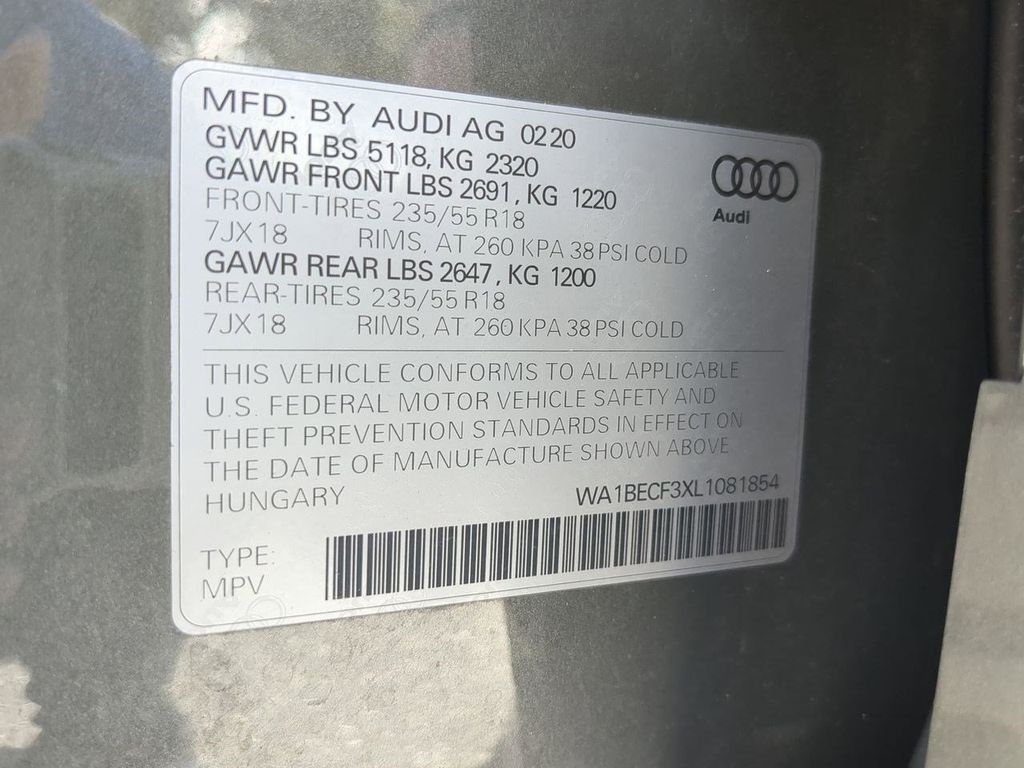 MFD. BY AUDI AG 0220
GVWR LBS 5118, KG 2320
GAWR FRONT LBS 2691, KG 1220
FRONT-TIRES 235/55 R18
7JX18 RIMS, AT 260 KPA 38 PSI COLD
GAWR REAR LBS 2647, KG 1200
REAR-TIRES 235/55 R18
7JX18 RIMS, AT 260 KPA 38 PSI COLD
Audi
THIS VEHICLE CONFORMS TO ALL APPLICABLE
U.S. FEDERAL MOTOR VEHICLE SAFETY AND
THEFT PREVENTION STANDARDS IN EFFECT ON
THE DATE OF MANUFACTURE SHOWN ABOVE
HUNGARY WA1BECF3XL1081854
TYPE:
MPV